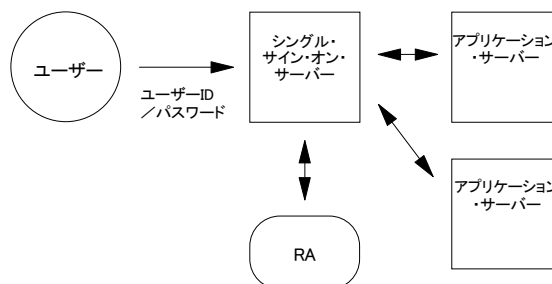 ユーザー
ユーザーID
／パスワード
シングル・
サイン・オン・
サーバー
アプリケーション
・サーバー
アプリケーション
・サーバー
RA